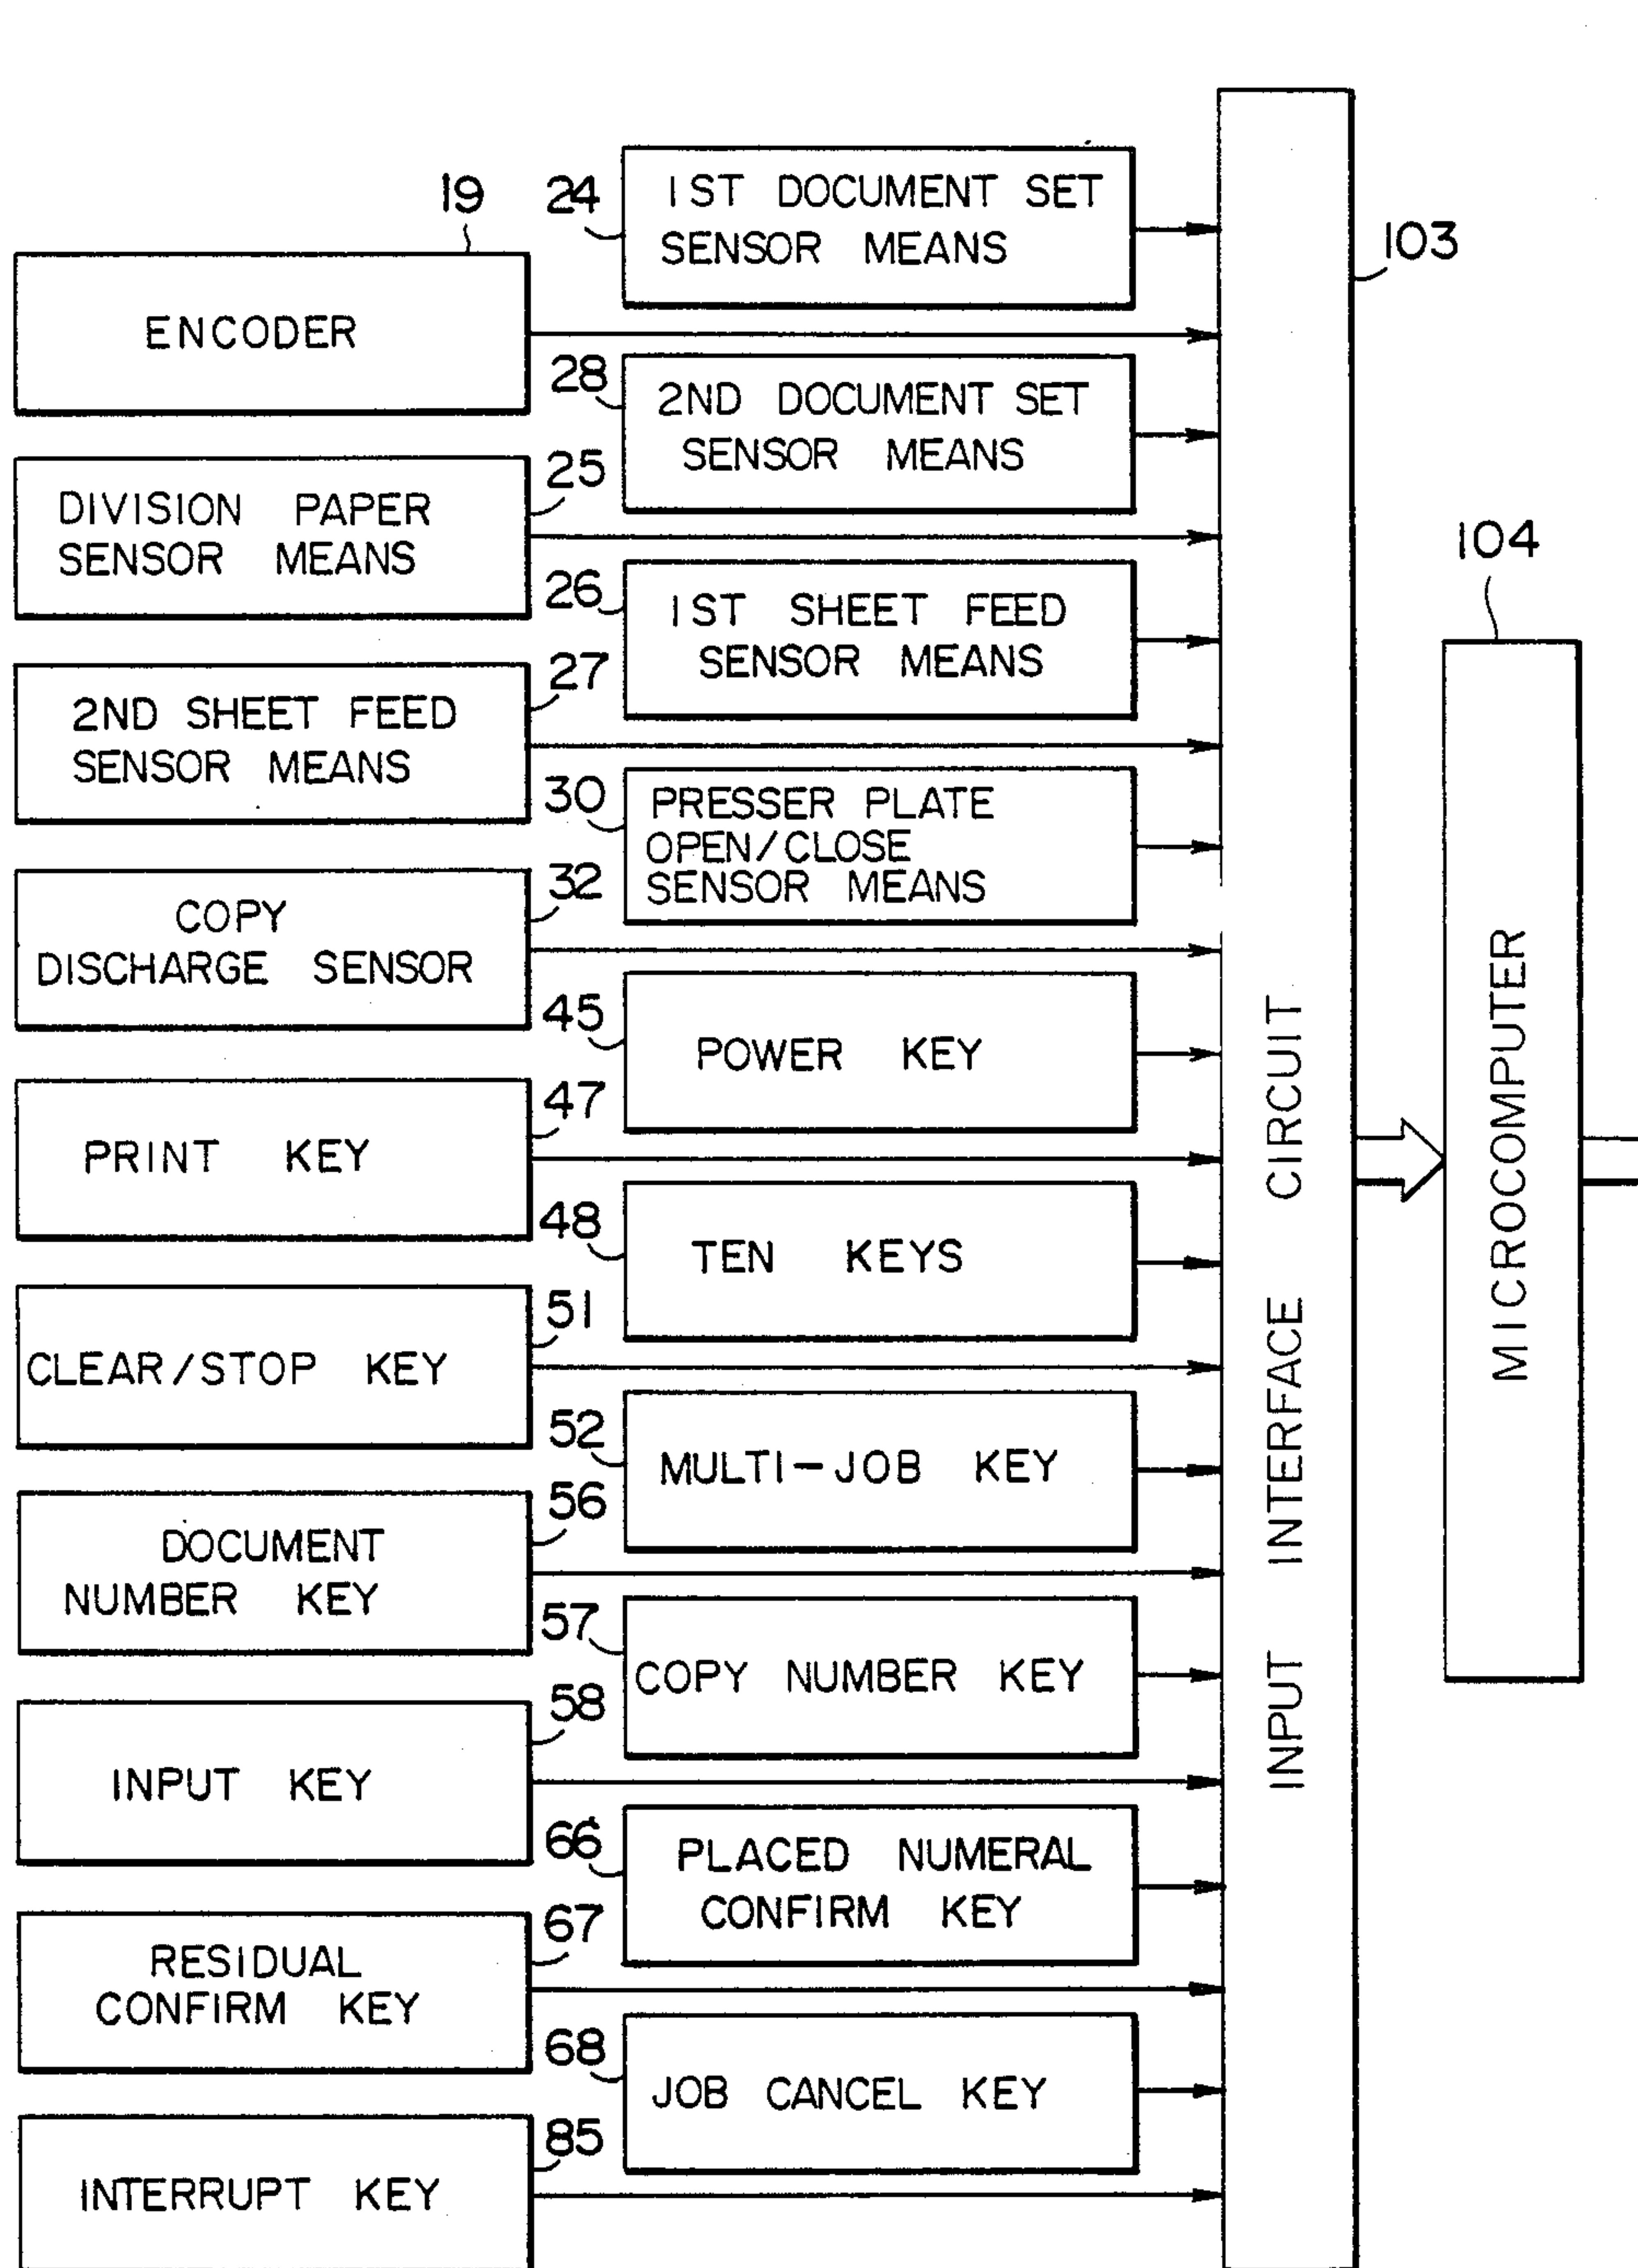 19
ENCODER
24
1ST DOCUMENT SET
SENSOR MEANS
28
2ND DOCUMENT SET
SENSOR MEANS
25
DIVISION PAPER
SENSOR MEANS
26
1ST SHEET FEED
SENSOR MEANS
27
2ND SHEET FEED
SENSOR MEANS
30
PRESSER PLATE
OPEN/CLOSE
SENSOR MEANS
32
COPY
DISCHARGE SENSOR
45
POWER KEY
47
PRINT KEY
48
TEN KEYS
51
CLEAR/STOP KEY
52
MULTI-JOB KEY
56
DOCUMENT
NUMBER KEY
57
COPY NUMBER KEY
58
INPUT KEY
66
PLACED NUMERAL
CONFIRM KEY
67
RESIDUAL
CONFIRM KEY
68
JOB CANCEL KEY
85
INTERRUPT KEY
103
INPUT INTERFACE CIRCUIT
104
MICROCOMPUTER